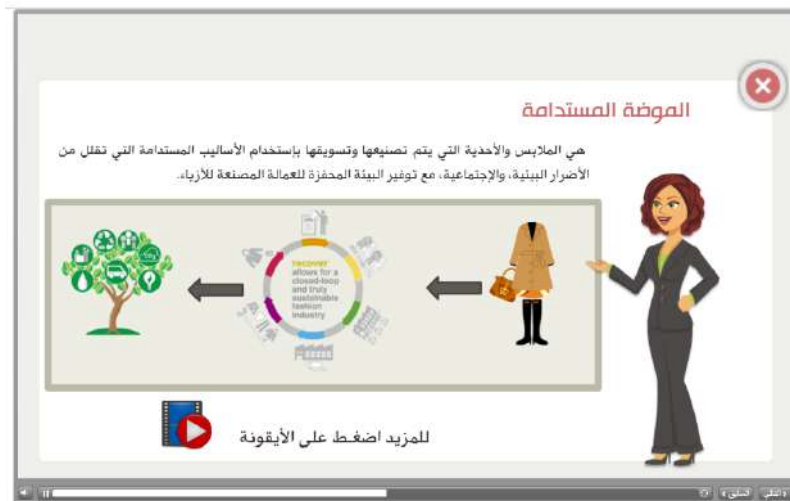 الموضة المستدامة
هي الملابس والأحذية التي يتم تصنيعها وتسويقها بإستخدام الأساليب المستدامة التي تقلل من
الأضرار البيئية، والإجتماعية، مع توفير البيئة المحفزة للعمالة المصنعة للأزياء.
recover
allows for a
closed-loop
and truly
sustainable
fashion
industry
للمزيد اضغط على الأيقونة
السابق
التالي